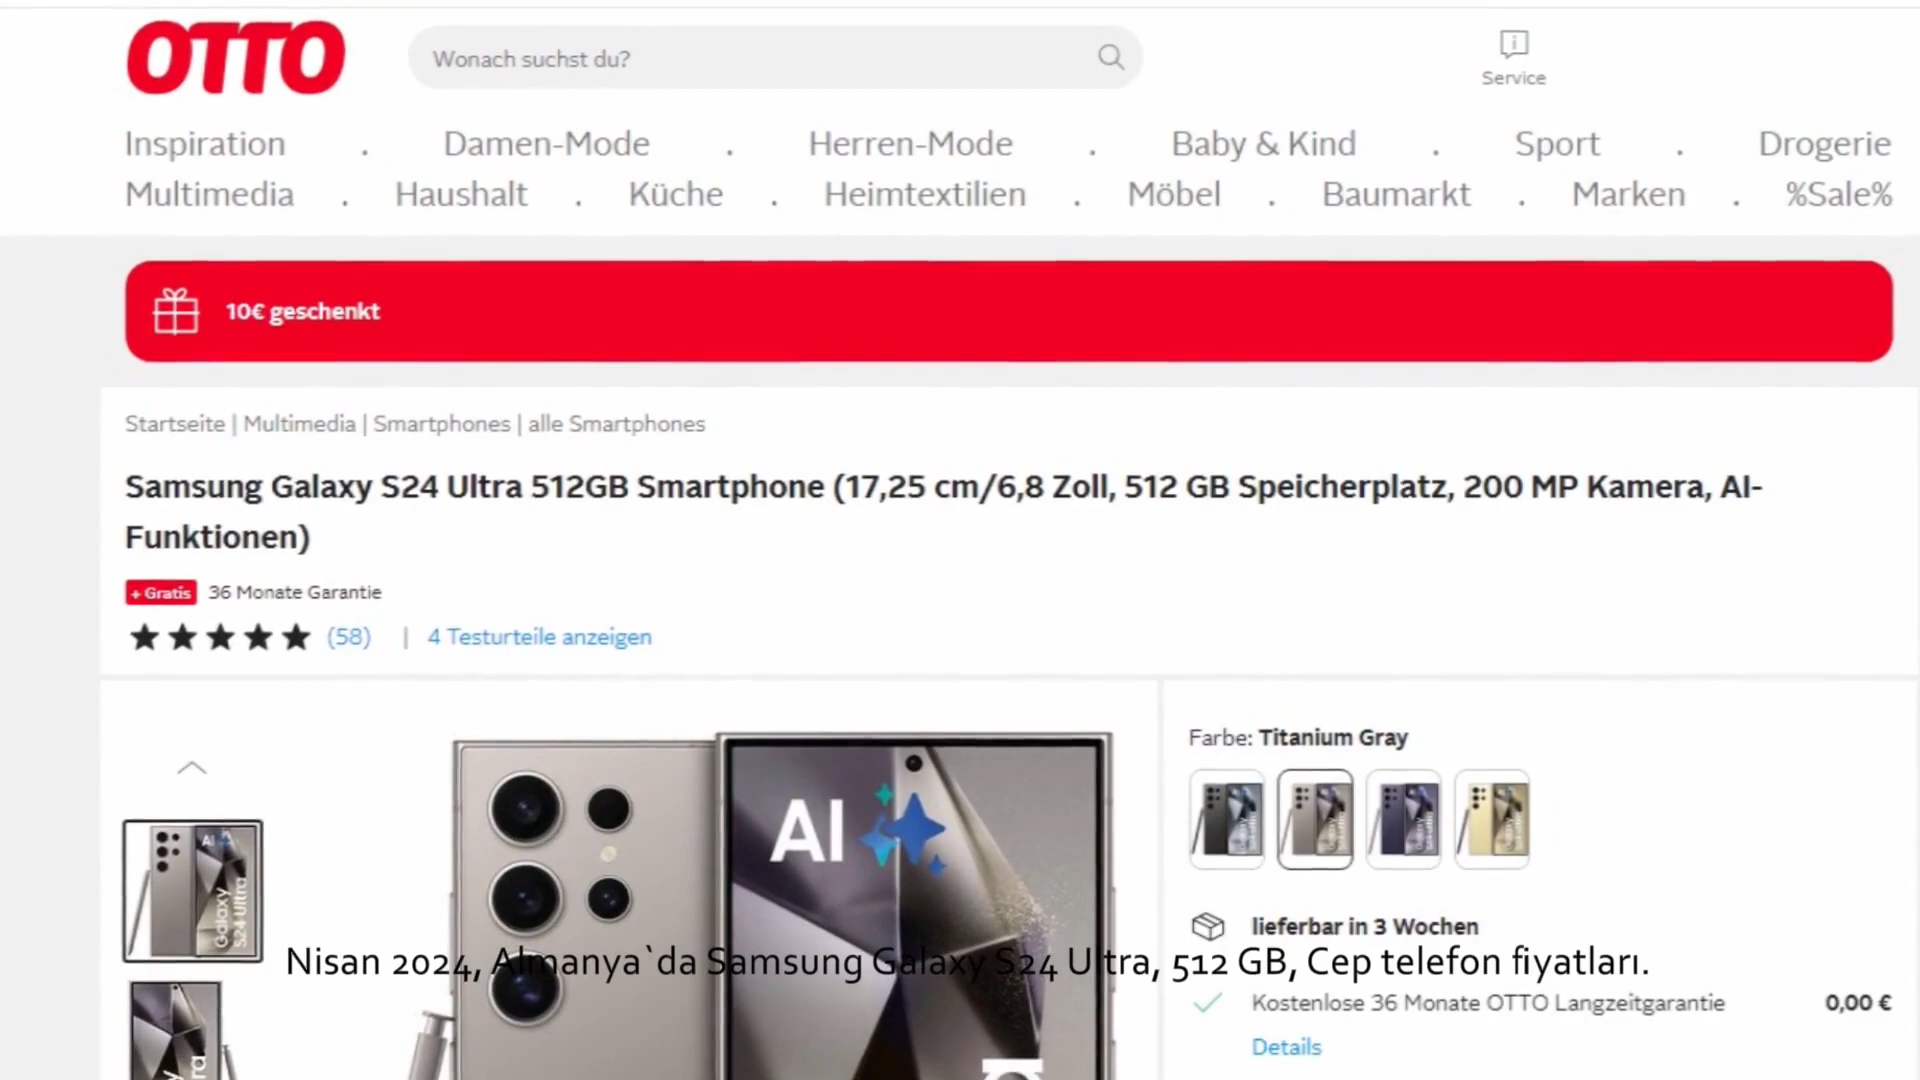 OTTO
Wonach suchst du?
Service
Inspiration . Damen-Mode . Herren-Mode . Baby & Kind . Sport . Drogerie
Multimedia . Haushalt . Küche . Heimtextilien . Möbel . Baumarkt . Marken . %Sale%
10€ geschenkt
Startseite | Multimedia | Smartphones | alle Smartphones
Samsung Galaxy S24 Ultra 512GB Smartphone (17,25 cm/6,8 Zoll, 512 GB Speicherplatz, 200 MP Kamera, AI-
Funktionen)
+ Gratis 36 Monate Garantie
(58) | 4 Testurteile anzeigen
AI
AI
Galaxy
S24 Ultra
Farbe: Titanium Gray
lieferbar in 3 Wochen
Nisan 2024, Almanya`da Samsung Galaxy S24 Ultra, 512 GB, Cep telefon fiyatları.
Kostenlose 36 Monate OTTO Langzeitgarantie 0,00 €
Details